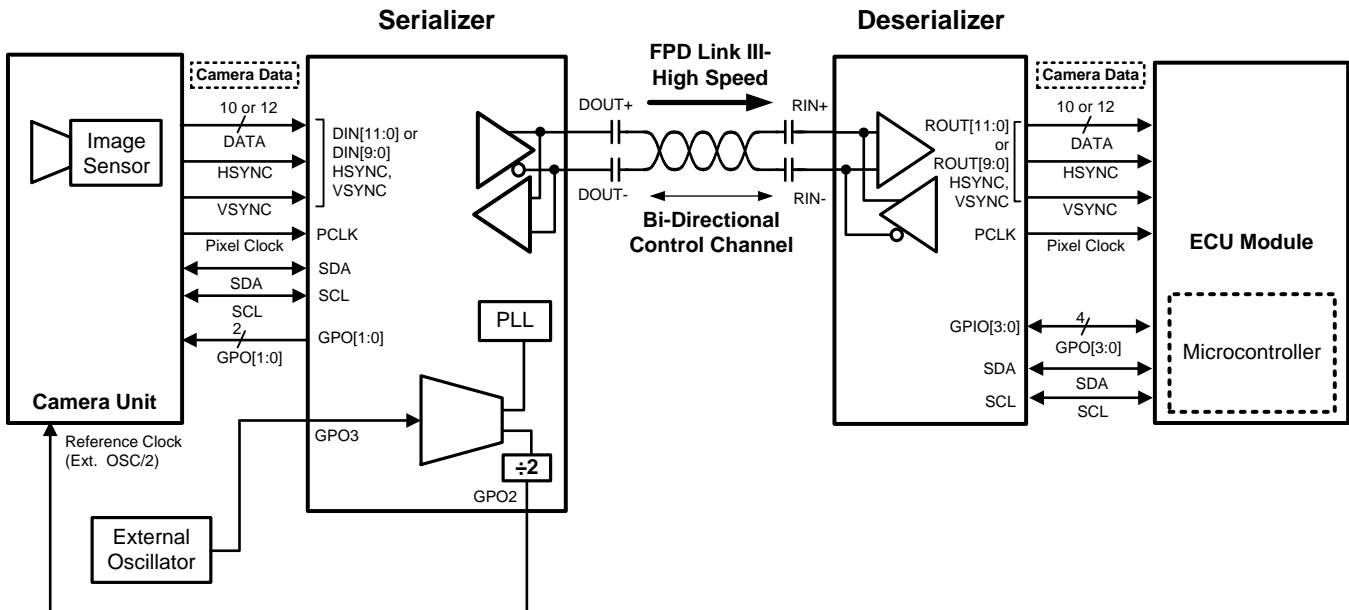 Serializer
Deserializer
FPD Link III-
High Speed
Camera Data
10 or 12
DATA
HSYNC
VSYNC
Pixel Clock
SDA
SCL
2
GPO[1:0]
Image
Sensor
Camera Unit
DIN[11:0] or
DIN[9:0]
HSYNC,
VSYNC
PCLK
SDA
SCL
GPO[1:0]
PLL
GPO3
÷2
GPO2
Reference Clock
(Ext. OSC/2)
External
Oscillator
DOUT+
DOUT-
RIN+
RIN-
Bi-Directional
Control Channel
ROUT[11:0]
or
ROUT[9:0]
HSYNC,
VSYNC
PCLK
GPIO[3:0]
SDA
SCL
Camera Data
10 or 12
DATA
HSYNC
VSYNC
Pixel Clock
4
GPO[3:0]
SDA
SCL
ECU Module
Microcontroller